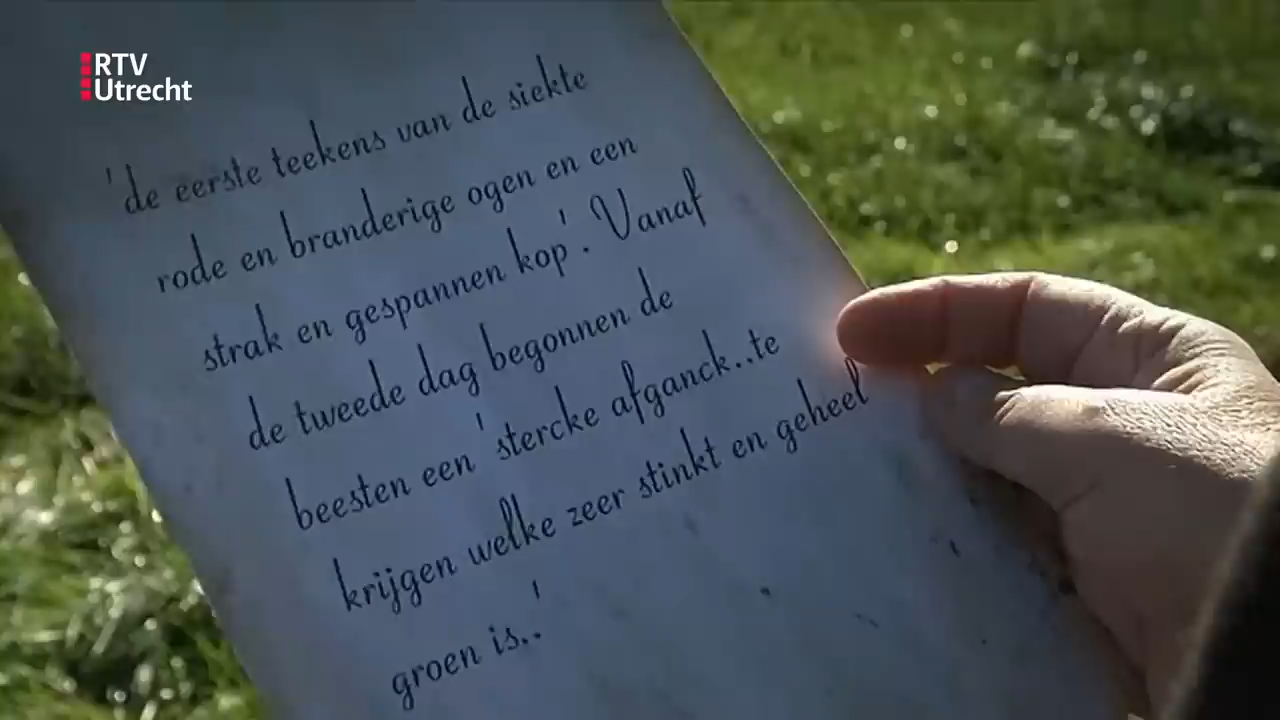 RTV
Utrecht
'de eerste teekens van de siekte
rode en branderige ogen en een
strak en gespannen kop'. Vanaf
de tweede dag begonnen de
beesten een 'stercke afganck..te
krijgen welke zeer stinkt en geheel
groen is..'